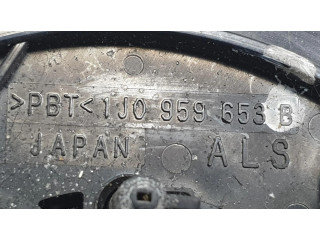 >PBT< 1J0 959 653 B
JAPAN ALS